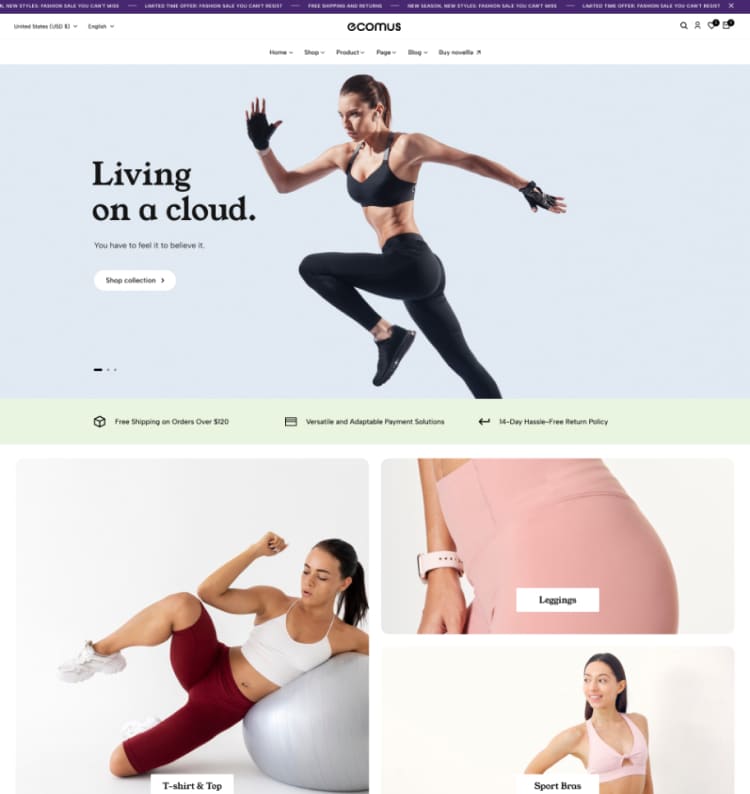 N, NEW STYLES: FASHION SALE YOU CAN'T MISS — LIMITED TIME OFFER: FASHION SALE YOU CAN'T RESIST — FREE SHIPPING AND RETURNS — NEW SEASON, NEW STYLES: FASHION SALE YOU CAN'T MISS — LIMITED TIME OFFER: FASHION SALE YOU CAN'T RESIST
United States (USD $) English ecomus 0 0
Home Shop Product Page Blog Buy novellie
Living
on a cloud.
You have to feel it to believe it.
Shop collection
Free Shipping on Orders Over $120 Versatile and Adaptable Payment Solutions 14-Day Hassle-Free Return Policy
Leggings
T-shirt & Top Sport Bras